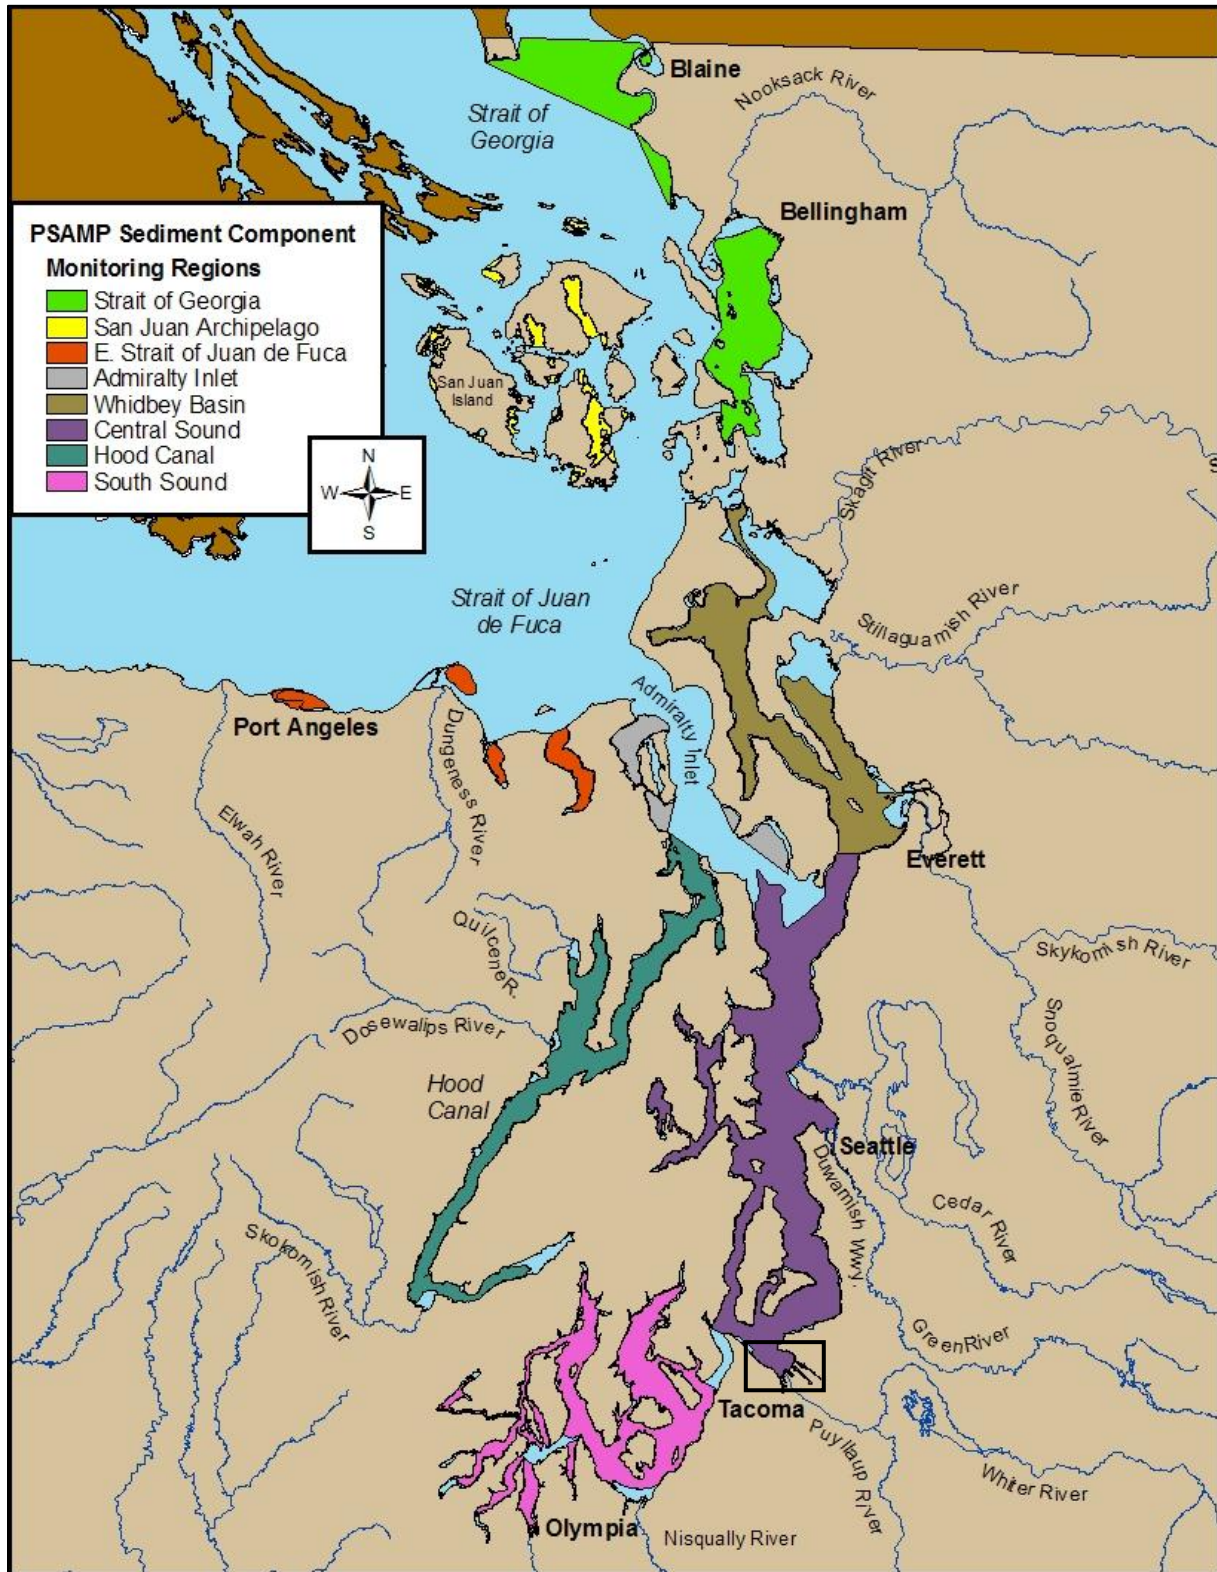 Blaine
Nooksack River
Strait of
Georgia
Bellingham
PSAMP Sediment Component
Monitoring Regions
Strait of Georgia
San Juan Archipelago
E. Strait of Juan de Fuca
Admiralty Inlet
Whidbey Basin
Central Sound
Hood Canal
South Sound
San Juan
Island
N
W
E
S
Skagit River
S
Strait of Juan
de Fuca
Stillaguamish River
Admiralty Inlet
Port Angeles
Dungeness River
Elwah River
Everett
Quilcene R.
Skykomish River
Dosewalips River
Snoqualmie River
Hood
Canal
Seattle
Duwamish Wwy
Cedar River
Skokomish River
Green River
Tacoma
Puyllaup River
Whiter River
Olympia
Nisqually River